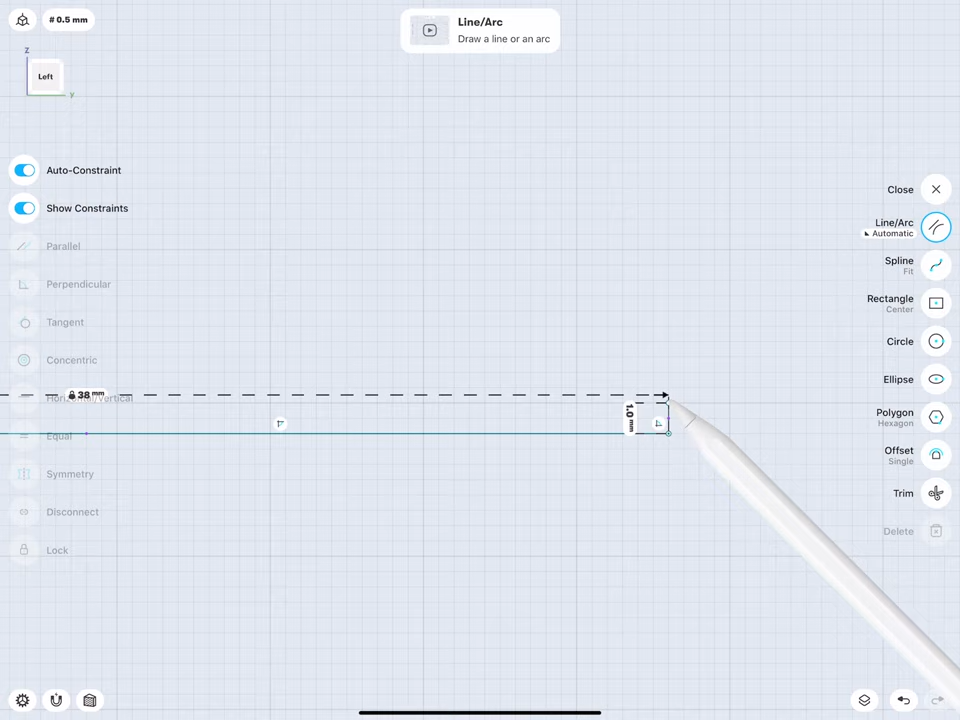 # 0.5 mm
Line/Arc
Draw a line or an arc
Z
Left
y
Auto-Constraint
Show Constraints
Parallel
Perpendicular
Tangent
Concentric
38 mm
Horizontal/Vertical
Equal
Symmetry
Disconnect
Lock
1.0 mm
Close
Line/Arc
Automatic
Spline
Fit
Rectangle
Center
Circle
Ellipse
Polygon
Hexagon
Offset
Single
Trim
Delete